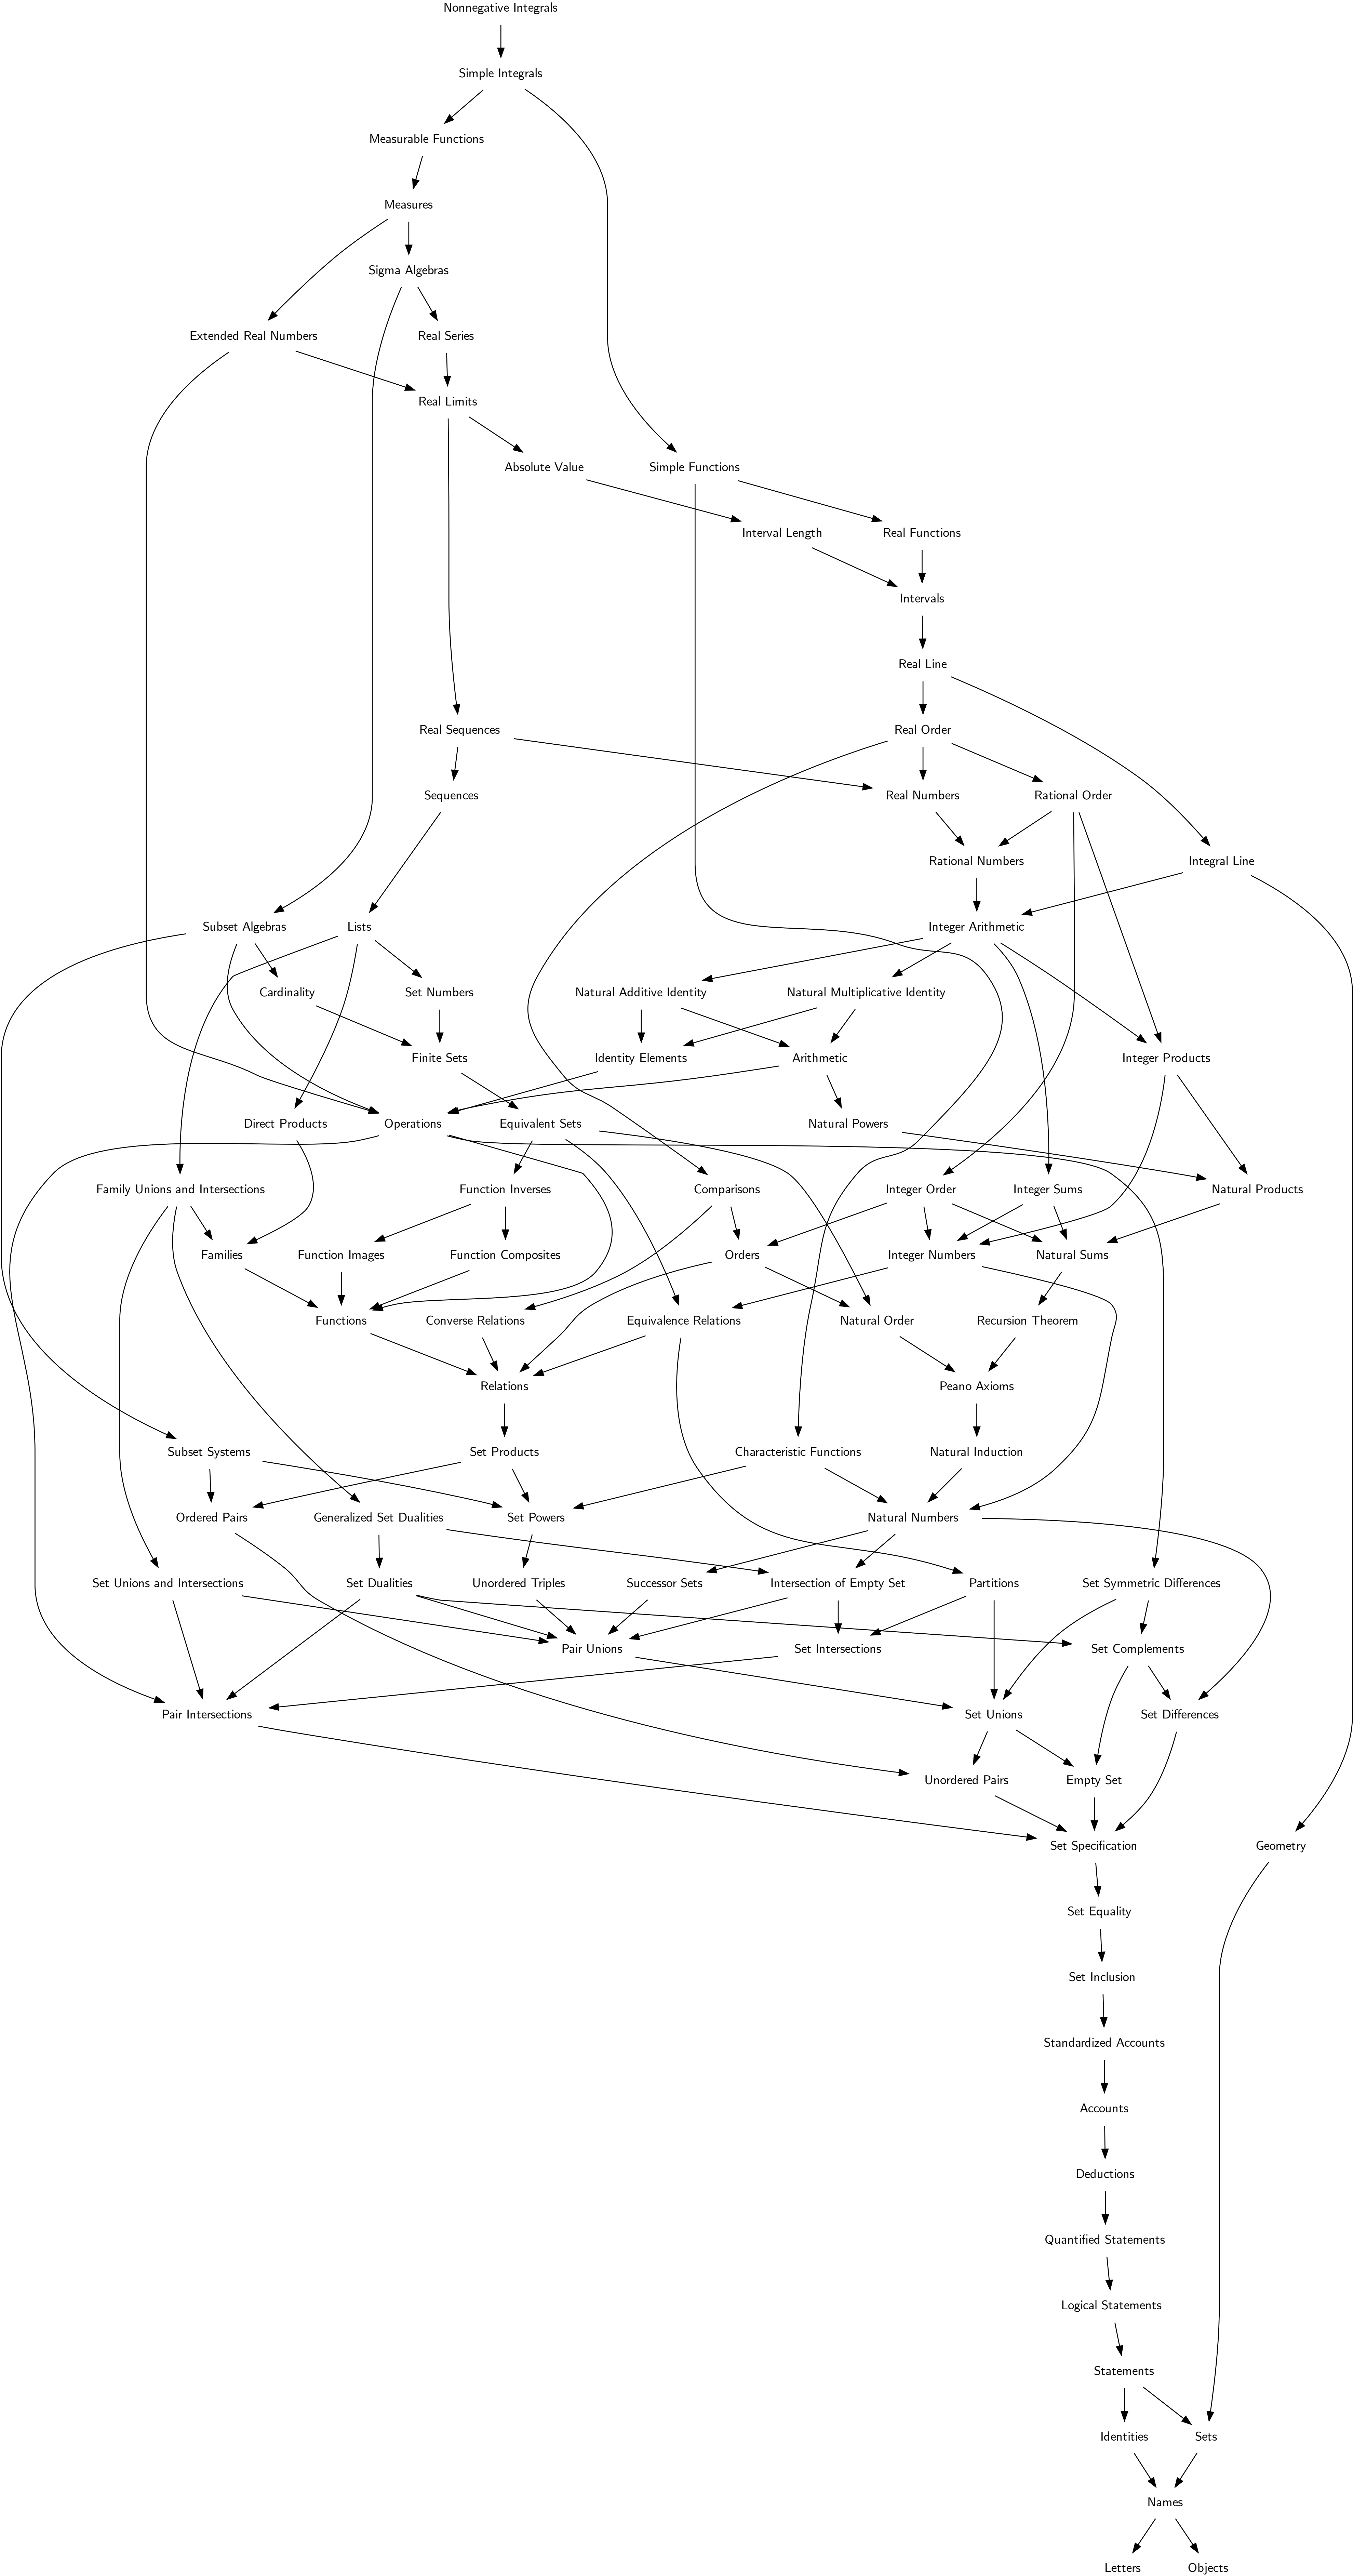 Nonnegative Integrals
Simple Integrals
Measurable Functions
Measures
Sigma Algebras
Extended Real Numbers
Real Series
Real Limits
Absolute Value
Simple Functions
Interval Length
Real Functions
Intervals
Real Line
Real Sequences
Real Order
Sequences
Real Numbers
Rational Order
Rational Numbers
Integral Line
Subset Algebras
Lists
Integer Arithmetic
Cardinality
Set Numbers
Natural Additive Identity
Natural Multiplicative Identity
Finite Sets
Identity Elements
Arithmetic
Integer Products
Direct Products
Operations
Equivalent Sets
Natural Powers
Family Unions and Intersections
Function Inverses
Comparisons
Integer Order
Integer Sums
Natural Products
Families
Function Images
Function Composites
Orders
Integer Numbers
Natural Sums
Functions
Converse Relations
Equivalence Relations
Natural Order
Recursion Theorem
Relations
Peano Axioms
Subset Systems
Set Products
Characteristic Functions
Natural Induction
Ordered Pairs
Generalized Set Dualities
Set Powers
Natural Numbers
Set Unions and Intersections
Set Dualities
Unordered Triples
Successor Sets
Intersection of Empty Set
Partitions
Set Symmetric Differences
Pair Unions
Set Intersections
Set Complements
Pair Intersections
Set Unions
Set Differences
Unordered Pairs
Empty Set
Set Specification
Geometry
Set Equality
Set Inclusion
Standardized Accounts
Accounts
Deductions
Quantified Statements
Logical Statements
Statements
Identities
Sets
Names
Letters
Objects